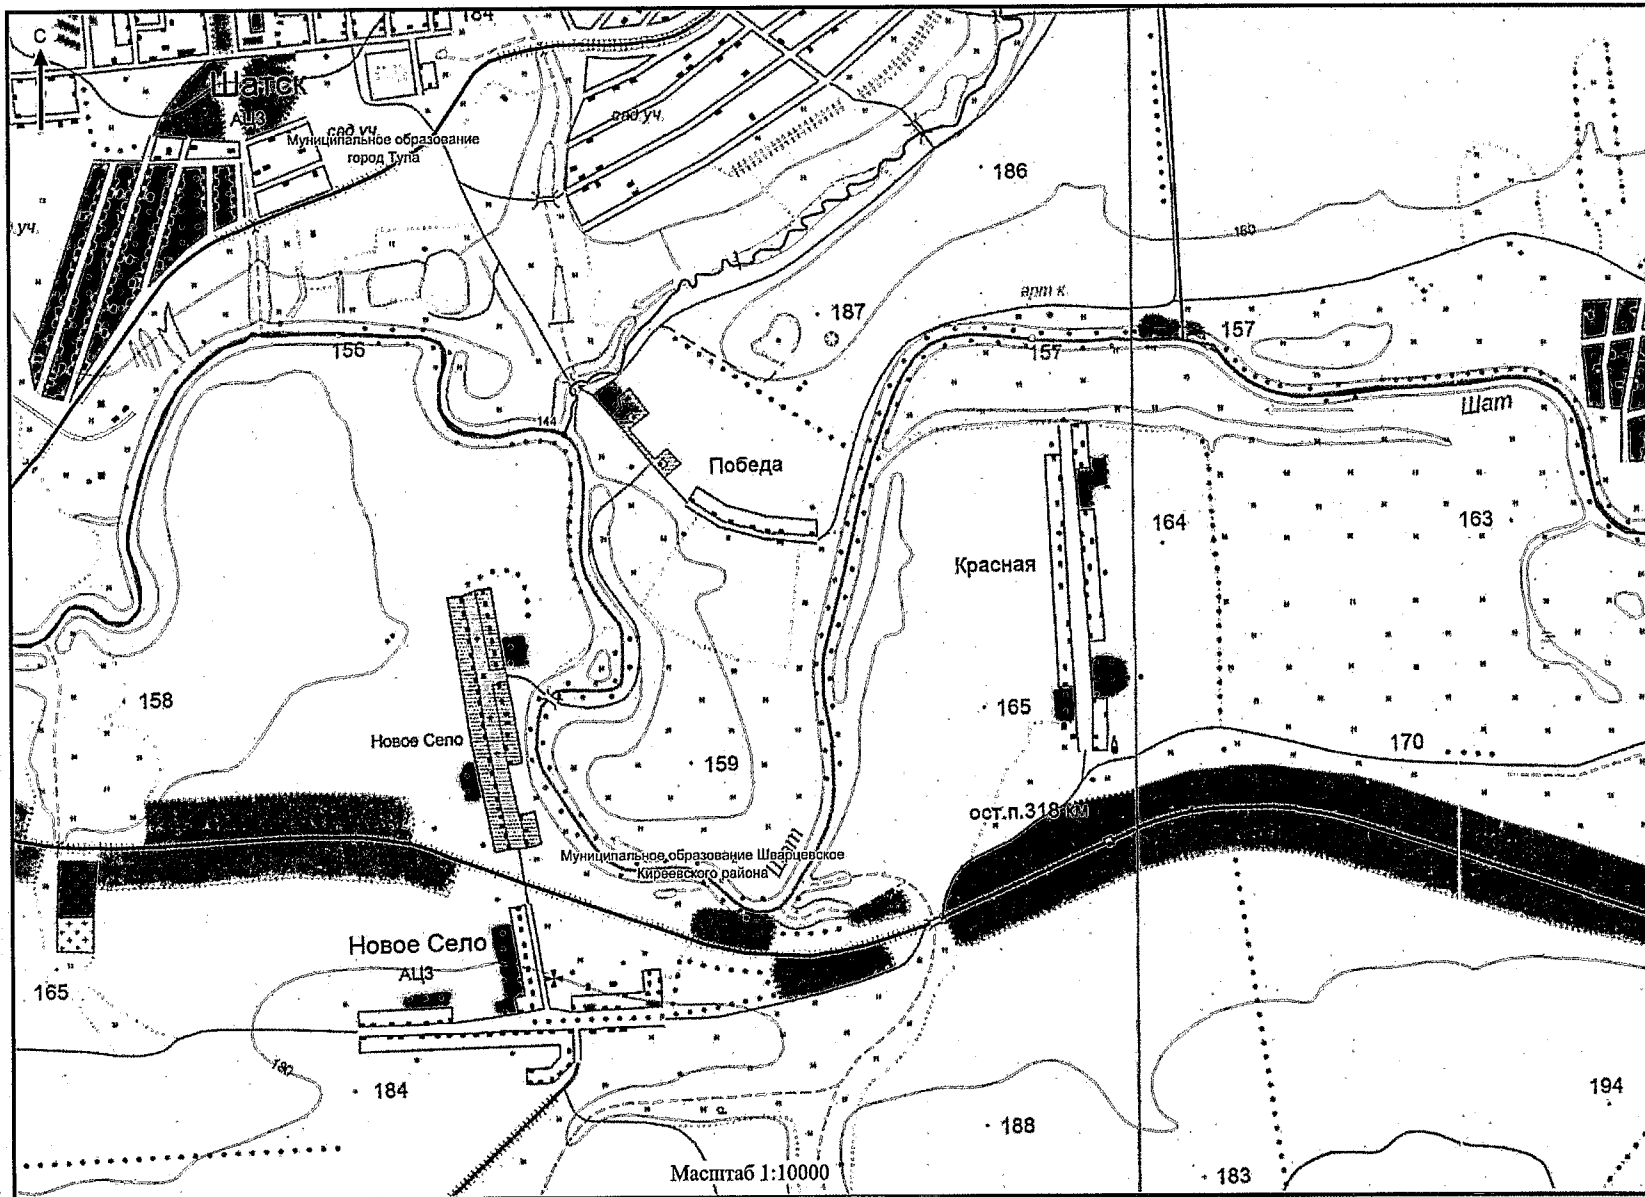 184
С
Шатск
АЦЗ
сад.уч.
сад.уч.
Муниципальное образование
город Тула
186
уч.
160
арт к.
187
157
156
157
Шат
144
Победа
164
163
Красная
158
165
Новое Село
159
170
ост.п.318 км
Шат
Муниципальное образование Шварцевское
Киреевского района
Новое Село
АЦЗ
165
180
184
194
188
Масштаб 1:10000
183